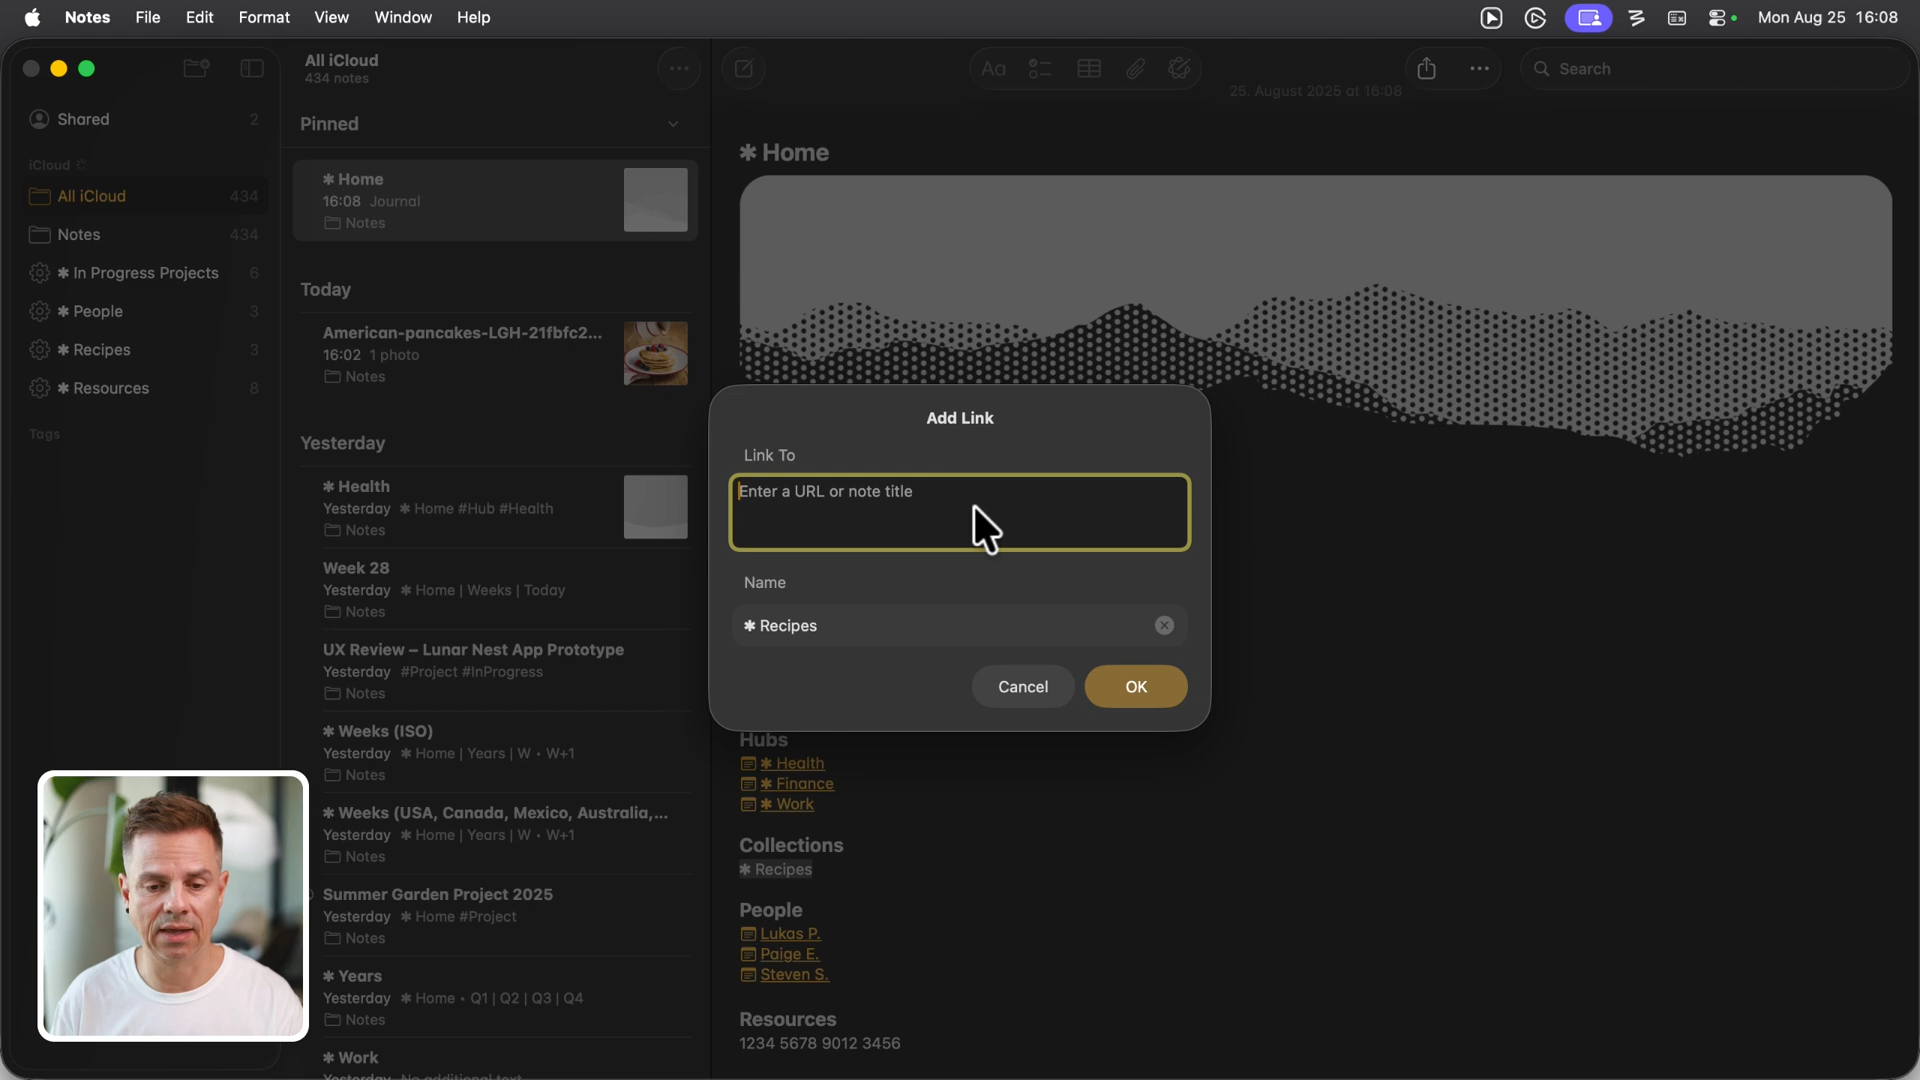 Notes File Edit Format View Window Help
Mon Aug 25 16:08
All iCloud
434 notes
Aa
25. August 2025 at 16:08
Search
Shared 2
iCloud
All iCloud 434
Notes 434
✱ In Progress Projects 6
✱ People 3
✱ Recipes 3
✱ Resources 8
Tags
Pinned
✱ Home
16:08 Journal
Notes
Today
American-pancakes-LGH-21fbfc2...
16:02 1 photo
Notes
Yesterday
✱ Health
Yesterday ✱ Home #Hub #Health
Notes
Week 28
Yesterday ✱ Home | Weeks | Today
Notes
UX Review – Lunar Nest App Prototype
Yesterday #Project #InProgress
Notes
✱ Weeks (ISO)
Yesterday ✱ Home | Years | W • W+1
Notes
✱ Weeks (USA, Canada, Mexico, Australia,...
Yesterday ✱ Home | Years | W • W+1
Notes
Summer Garden Project 2025
Yesterday ✱ Home #Project
Notes
✱ Years
Yesterday ✱ Home • Q1 | Q2 | Q3 | Q4
Notes
✱ Work
Yesterday No additional text
✱ Home
Add Link
Link To
Enter a URL or note title
Name
✱ Recipes
Cancel
OK
Hubs
✱ Health
✱ Finance
✱ Work
Collections
✱ Recipes
People
Lukas P.
Paige E.
Steven S.
Resources
1234 5678 9012 3456